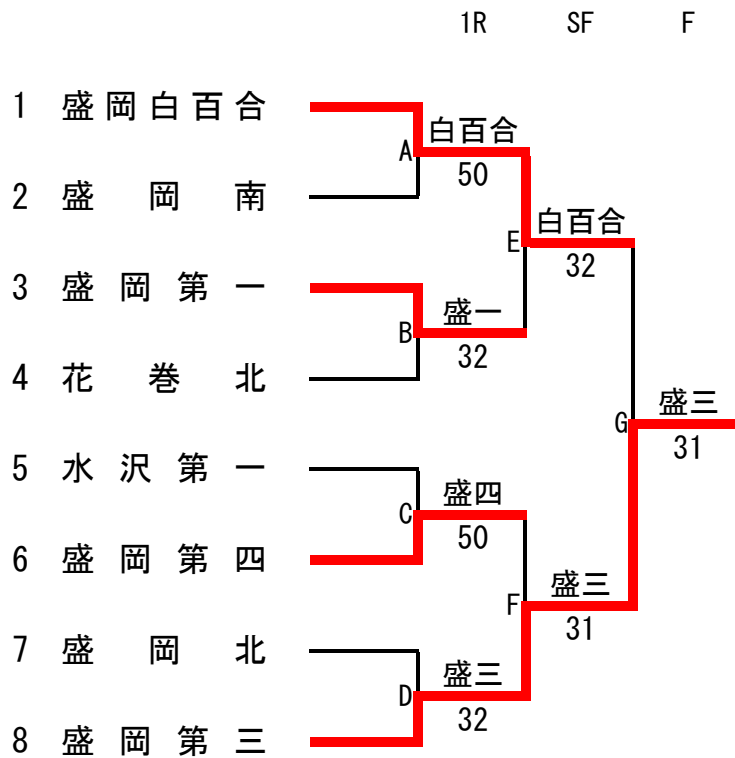 1R SF F
1 盛岡白百合
白百合
A
50
2 盛岡南
白百合
E
32
3 盛岡第一
盛一
B
32
4 花巻北
盛三
G
31
5 水沢第一
盛四
C
50
6 盛岡第四
盛三
F
31
7 盛岡北
盛三
D
32
8 盛岡第三